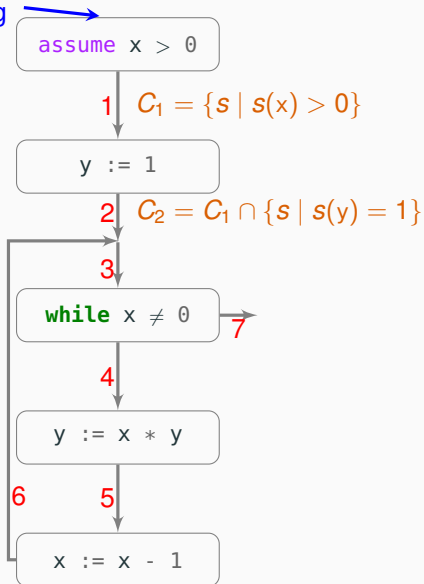 g
assume x > 0
1 C₁ = {s | s(x) > 0}
y := 1
2 C₂ = C₁ ∩ {s | s(y) = 1}
3
while x ≠ 0
7
4
y := x * y
6 5
x := x - 1